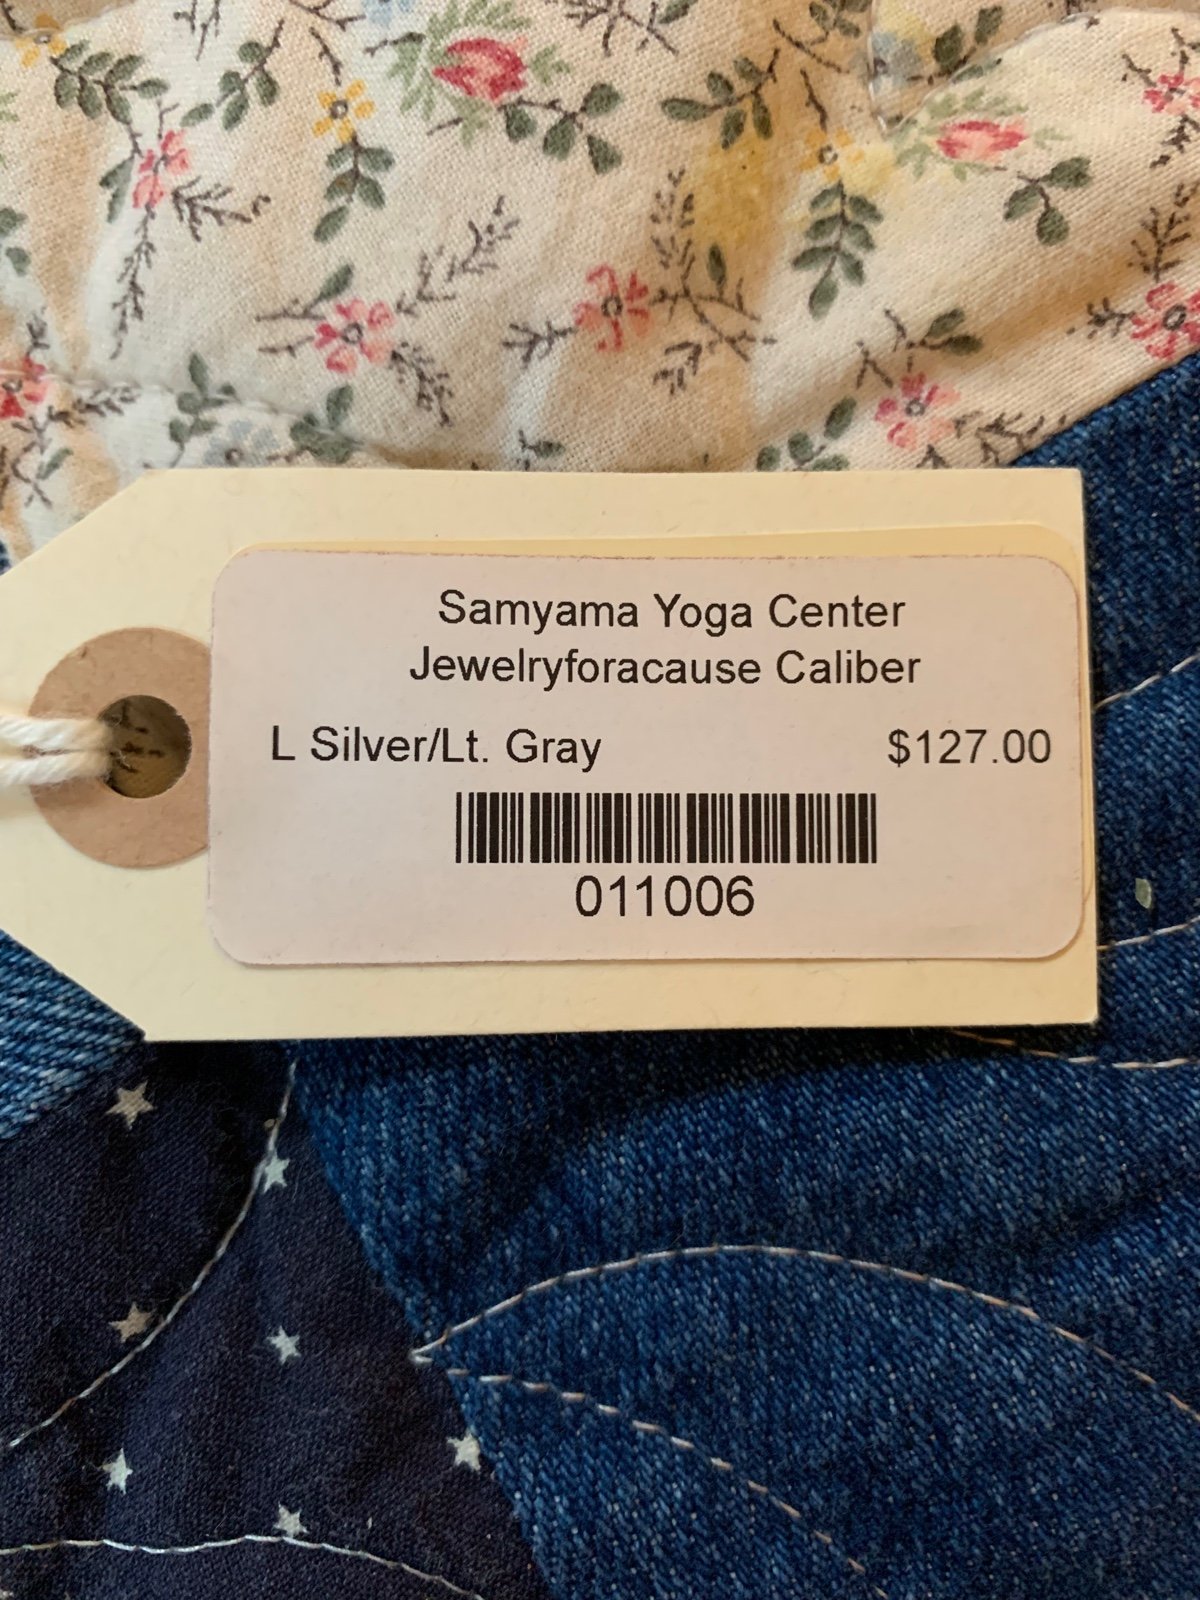 Samyama Yoga Center
Jewelryforacause Caliber
L Silver/Lt. Gray $127.00
011006